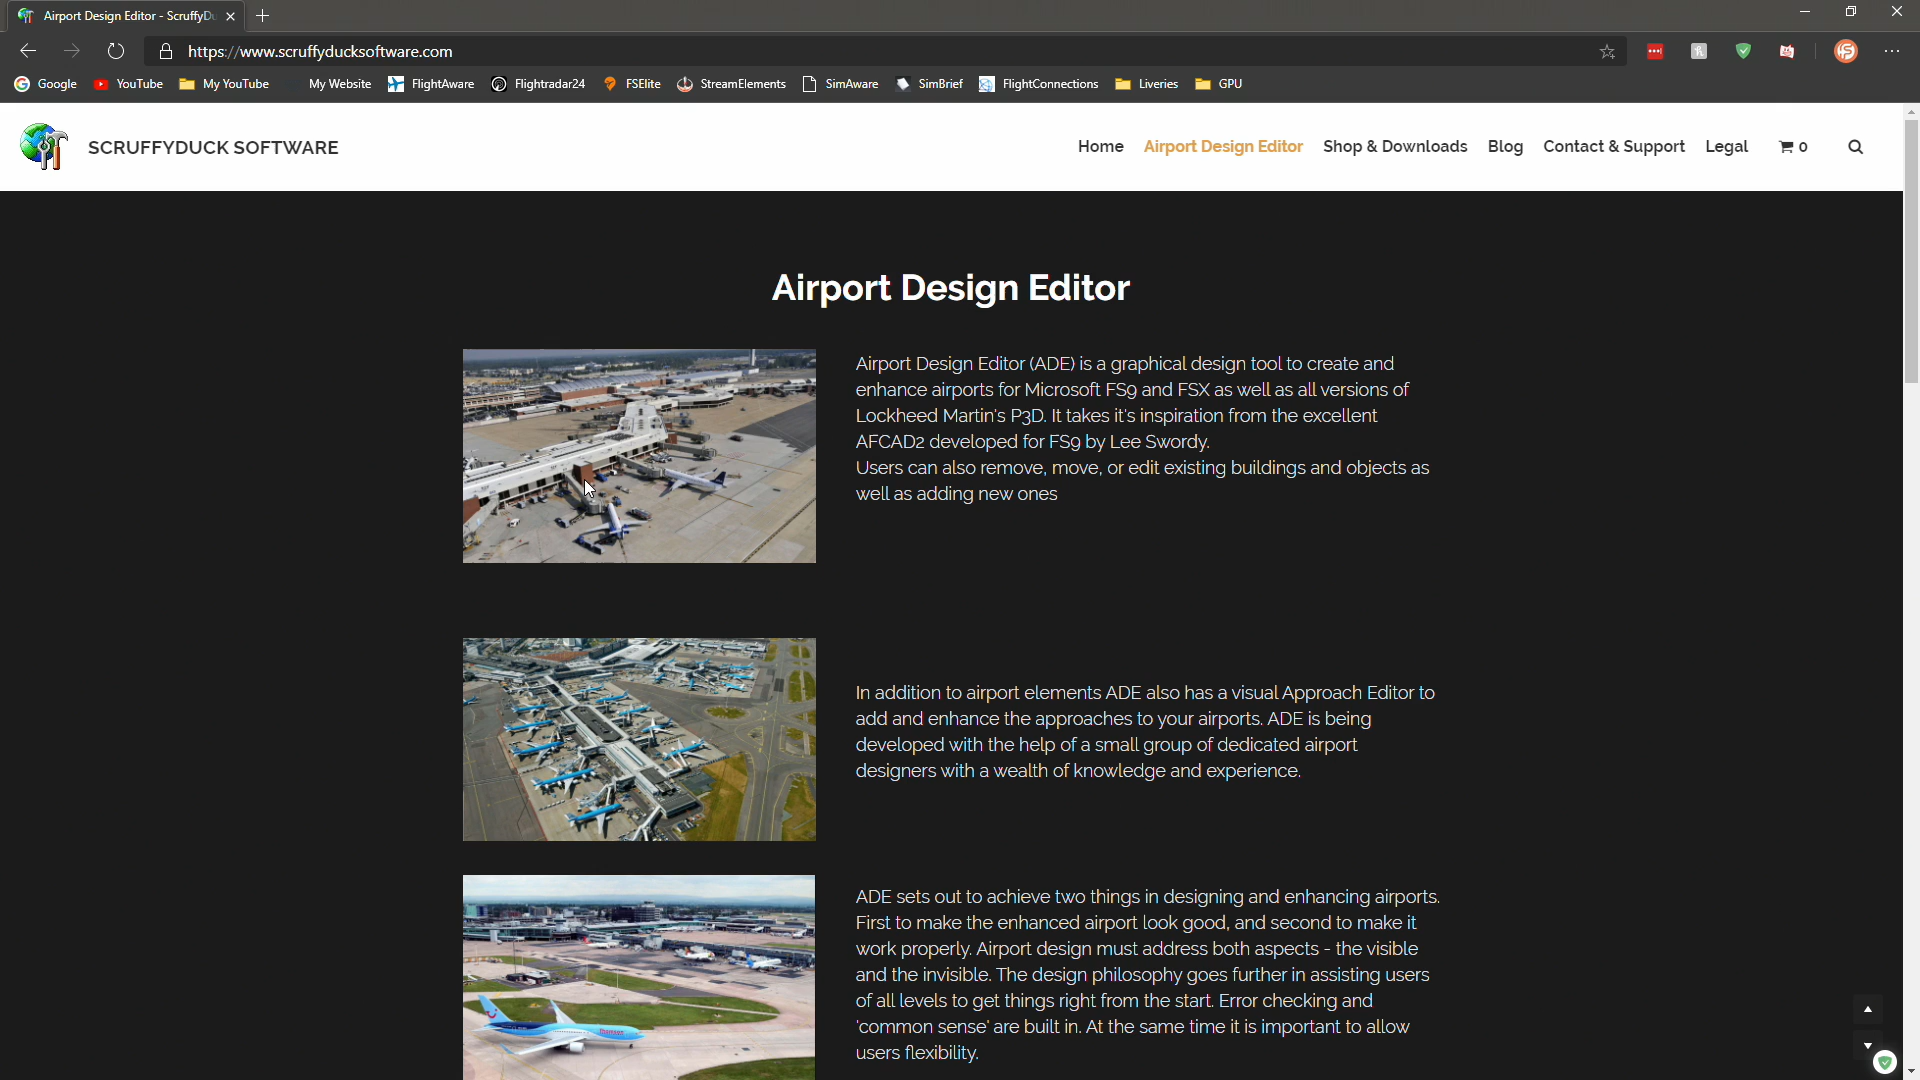 Airport Design Editor - ScruffyDu
https://www.scruffyducksoftware.com
Google YouTube My YouTube My Website FlightAware Flightradar24 FSElite StreamElements SimAware SimBrief FlightConnections Liveries GPU
SCRUFFYDUCK SOFTWARE
Home Airport Design Editor Shop & Downloads Blog Contact & Support Legal 0
Airport Design Editor
Airport Design Editor (ADE) is a graphical design tool to create and
enhance airports for Microsoft FS9 and FSX as well as all versions of
Lockheed Martin's P3D. It takes it's inspiration from the excellent
AFCAD2 developed for FS9 by Lee Swordy.
Users can also remove, move, or edit existing buildings and objects as
well as adding new ones
In addition to airport elements ADE also has a visual Approach Editor to
add and enhance the approaches to your airports. ADE is being
developed with the help of a small group of dedicated airport
designers with a wealth of knowledge and experience.
ADE sets out to achieve two things in designing and enhancing airports.
First to make the enhanced airport look good, and second to make it
work properly. Airport design must address both aspects - the visible
and the invisible. The design philosophy goes further in assisting users
of all levels to get things right from the start. Error checking and
'common sense' are built in. At the same time it is important to allow
users flexibility.
Thomson